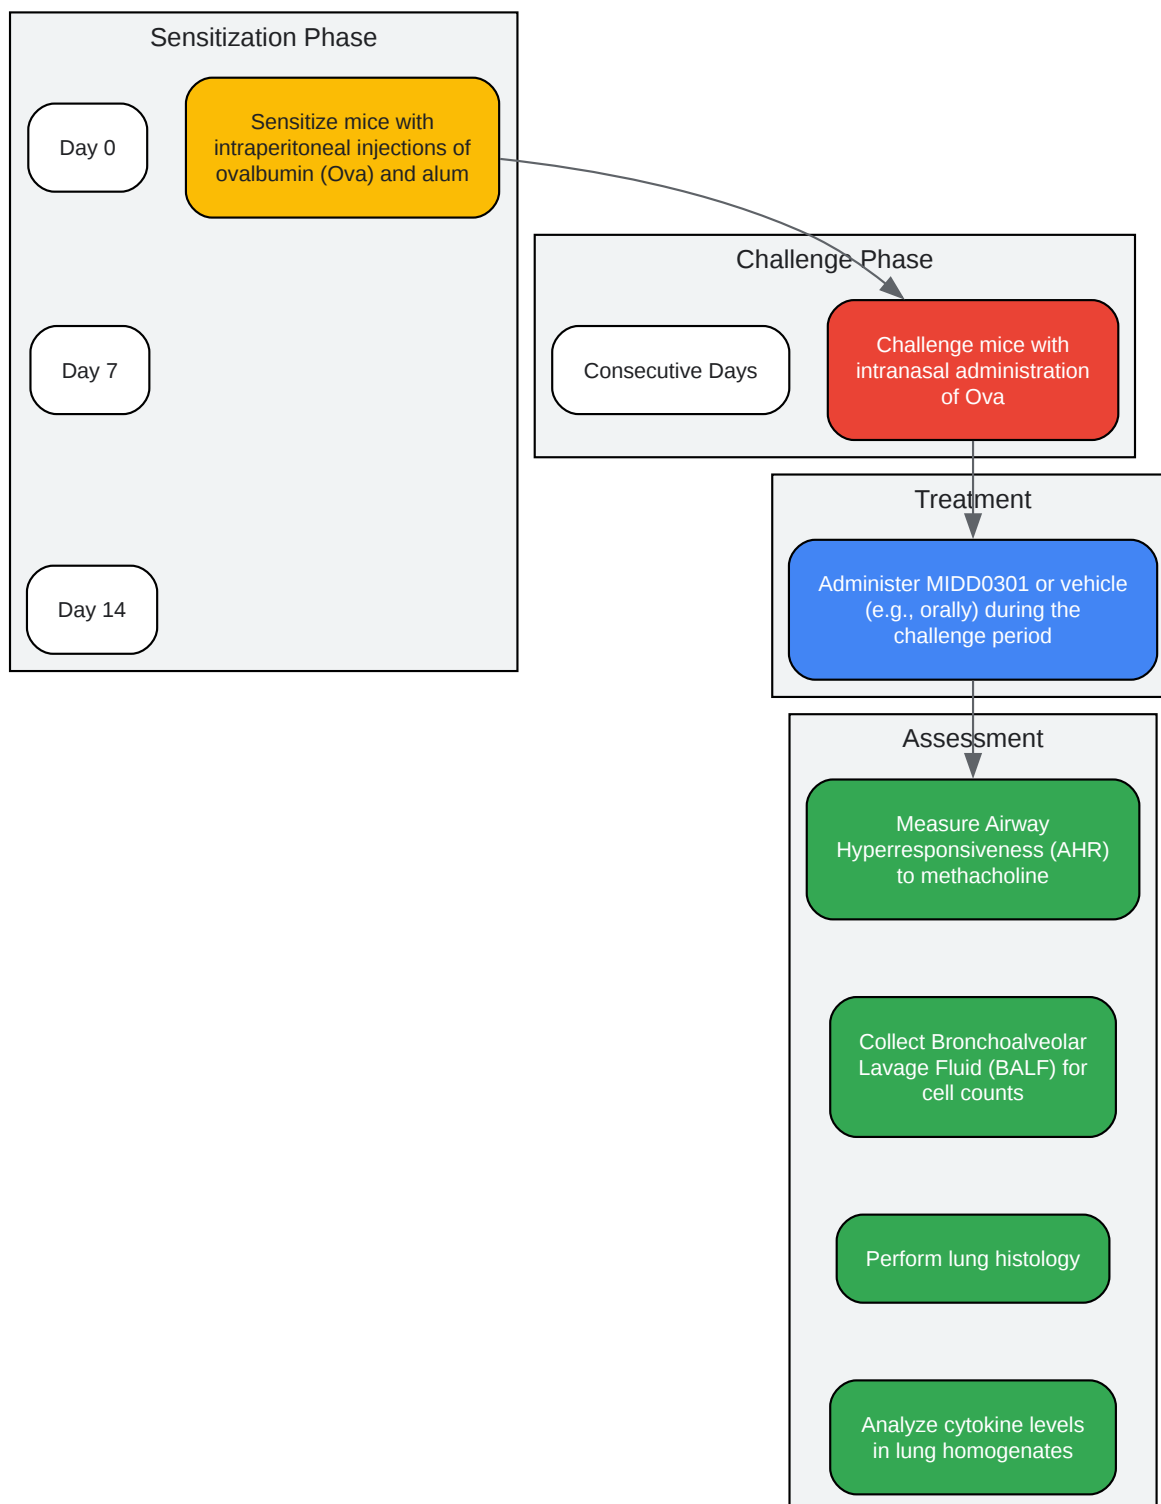 Sensitization Phase
Day 0
Sensitize mice with
intraperitoneal injections of
ovalbumin (Ova) and alum
Day 7
Day 14
Challenge Phase
Consecutive Days
Challenge mice with
intranasal administration
of Ova
Treatment
Administer MIDD0301 or vehicle
(e.g., orally) during the
challenge period
Assessment
Measure Airway
Hyperresponsiveness (AHR)
to methacholine
Collect Bronchoalveolar
Lavage Fluid (BALF) for
cell counts
Perform lung histology
Analyze cytokine levels
in lung homogenates